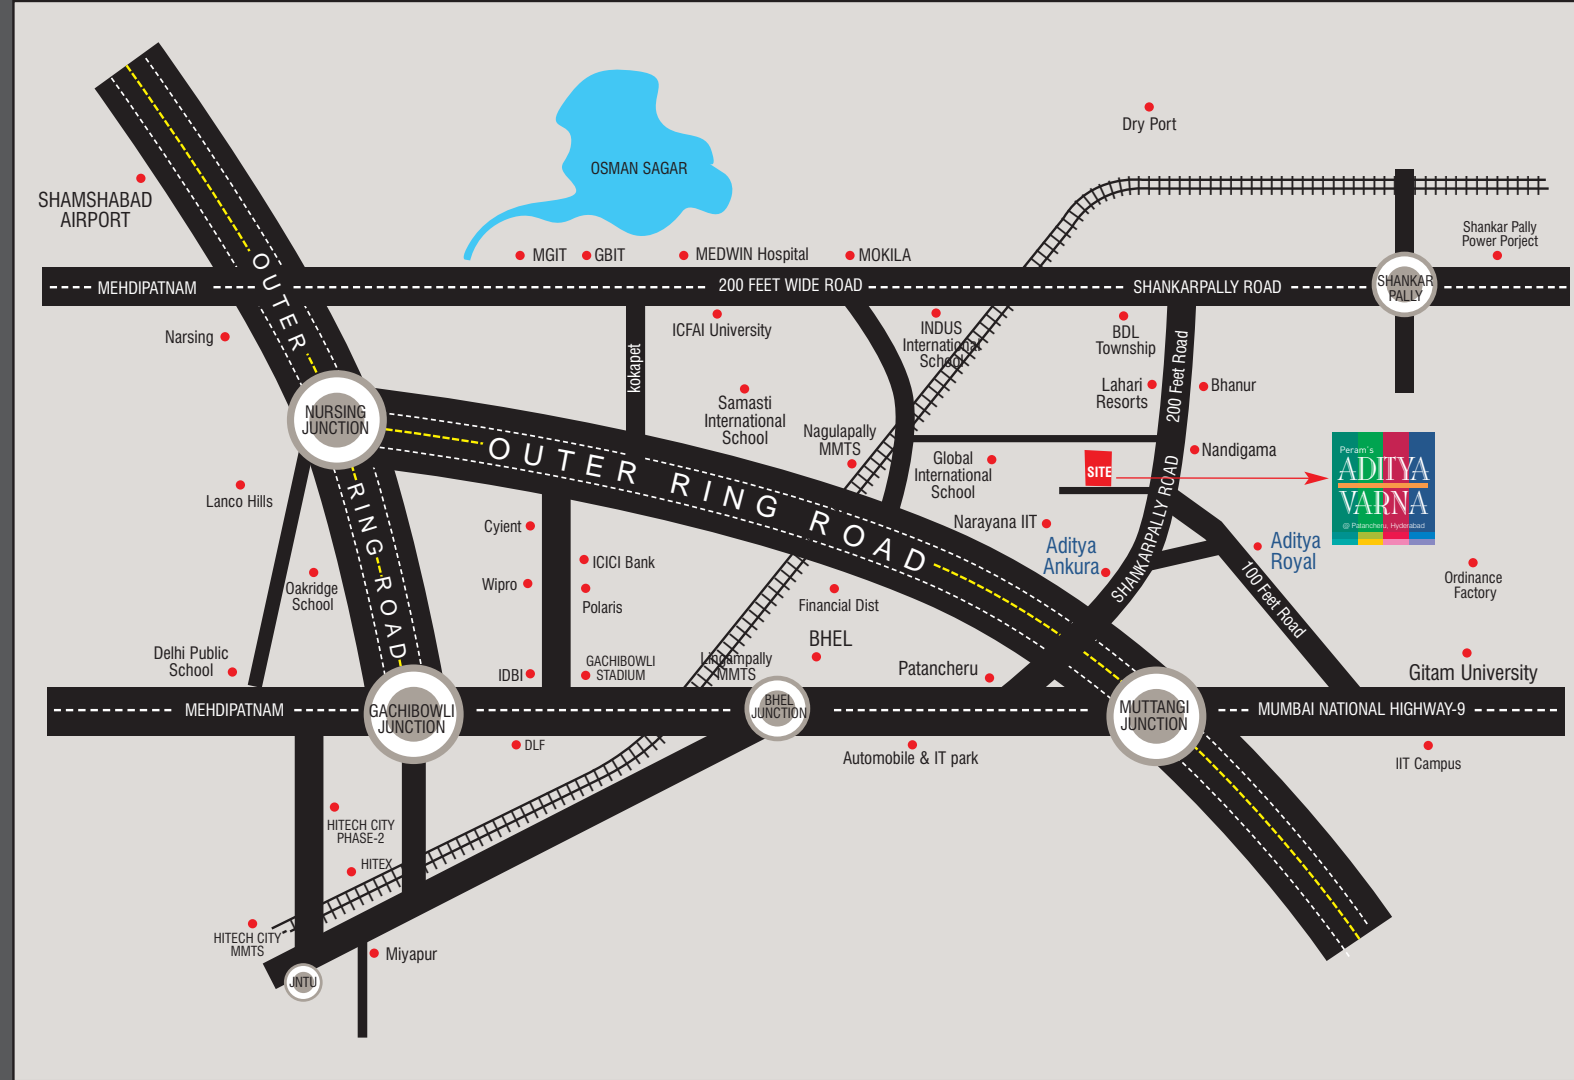 Dry Port
OSMAN SAGAR
SHAMSHABAD
AIRPORT
Shankar Pally
Power Porject
MGIT
GBIT
MEDWIN Hospital
MOKILA
MEHDIPATNAM
200 FEET WIDE ROAD
SHANKARPALLY ROAD
SHANKAR
PALLY
OUTER
Narsing
ICFAI University
INDUS
International
School
BDL
Township
200 Feet Road
kokapet
Lahari
Resorts
Bhanur
NURSING
JUNCTION
Samasti
International
School
Nagulapally
MMTS
OUTER RING ROAD
Global
International
School
Nandigama
SITE
Peram's
ADITYA
VARNA
@ Patancheru, Hyderabad
Lanco Hills
RING ROAD
Cyient
Narayana IIT
Aditya
Ankura
SHANKARPALLY ROAD
Aditya
Royal
ICICI Bank
Wipro
Polaris
Oakridge
School
Financial Dist
100 Feet Road
Ordinance
Factory
BHEL
Delhi Public
School
IDBI
GACHIBOWLI
STADIUM
Lingampally
MMTS
Patancheru
Gitam University
MEHDIPATNAM
GACHIBOWLI
JUNCTION
BHEL
JUNCTION
MUTTANGI
JUNCTION
MUMBAI NATIONAL HIGHWAY-9
DLF
Automobile & IT park
IIT Campus
HITECH CITY
PHASE-2
HITEX
HITECH CITY
MMTS
Miyapur
JNTU